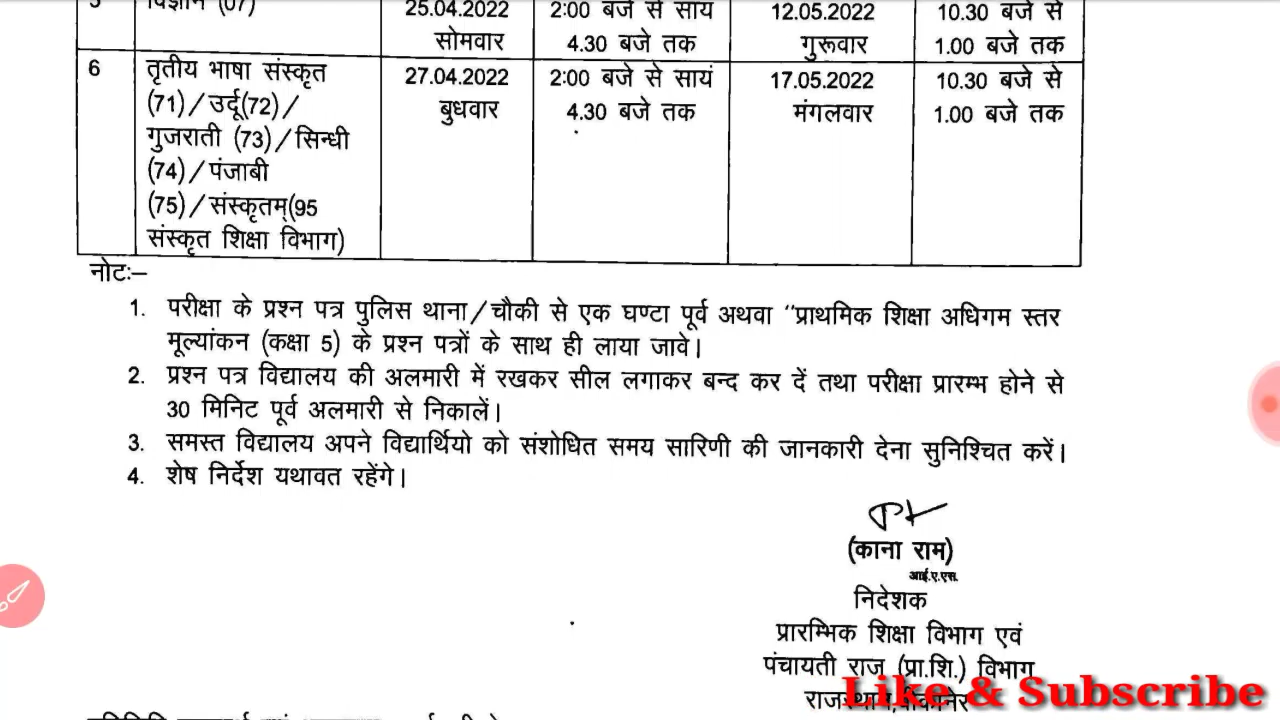 5 विज्ञान (07) 25.04.2022 2:00 बजे से सायं 12.05.2022 10.30 बजे से
सोमवार 4.30 बजे तक गुरूवार 1.00 बजे तक
6 तृतीय भाषा संस्कृत 27.04.2022 2:00 बजे से सायं 17.05.2022 10.30 बजे से
(71)/उर्दू(72)/ बुधवार 4.30 बजे तक मंगलवार 1.00 बजे तक
गुजराती (73)/सिन्धी
(74)/पंजाबी
(75)/संस्कृतम्(95
संस्कृत शिक्षा विभाग)
नोटः–
1. परीक्षा के प्रश्न पत्र पुलिस थाना/चौकी से एक घण्टा पूर्व अथवा "प्राथमिक शिक्षा अधिगम स्तर
मूल्यांकन (कक्षा 5) के प्रश्न पत्रों के साथ ही लाया जावे।
2. प्रश्न पत्र विद्यालय की अलमारी में रखकर सील लगाकर बन्द कर दें तथा परीक्षा प्रारम्भ होने से
30 मिनिट पूर्व अलमारी से निकालें।
3. समस्त विद्यालय अपने विद्यार्थियो को संशोधित समय सारिणी की जानकारी देना सुनिश्चित करें।
4. शेष निर्देश यथावत रहेंगे।
(काना राम)
आई.ए.एस.
निदेशक
प्रारम्भिक शिक्षा विभाग एवं
पंचायती राज (प्रा.शि.) विभाग
राजस्थान,बीकानेर
Like & Subscribe